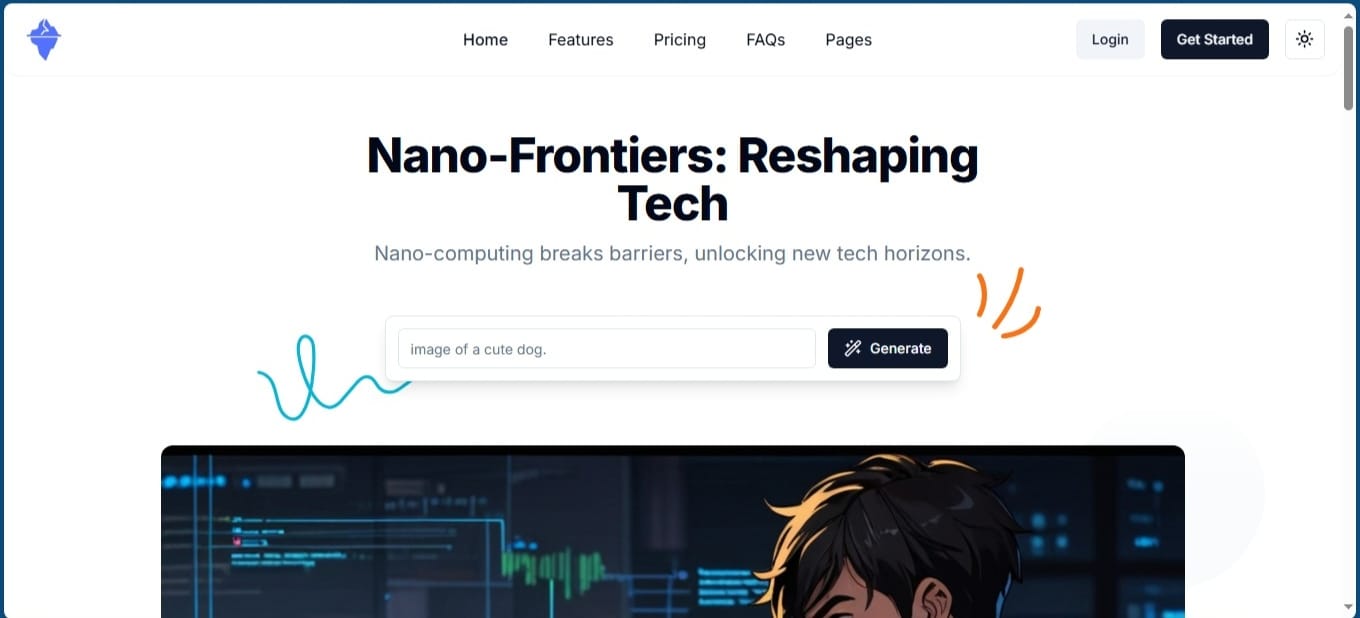 Home Features Pricing FAQs Pages Login Get Started
Nano-Frontiers: Reshaping
Tech
Nano-computing breaks barriers, unlocking new tech horizons.
image of a cute dog. Generate